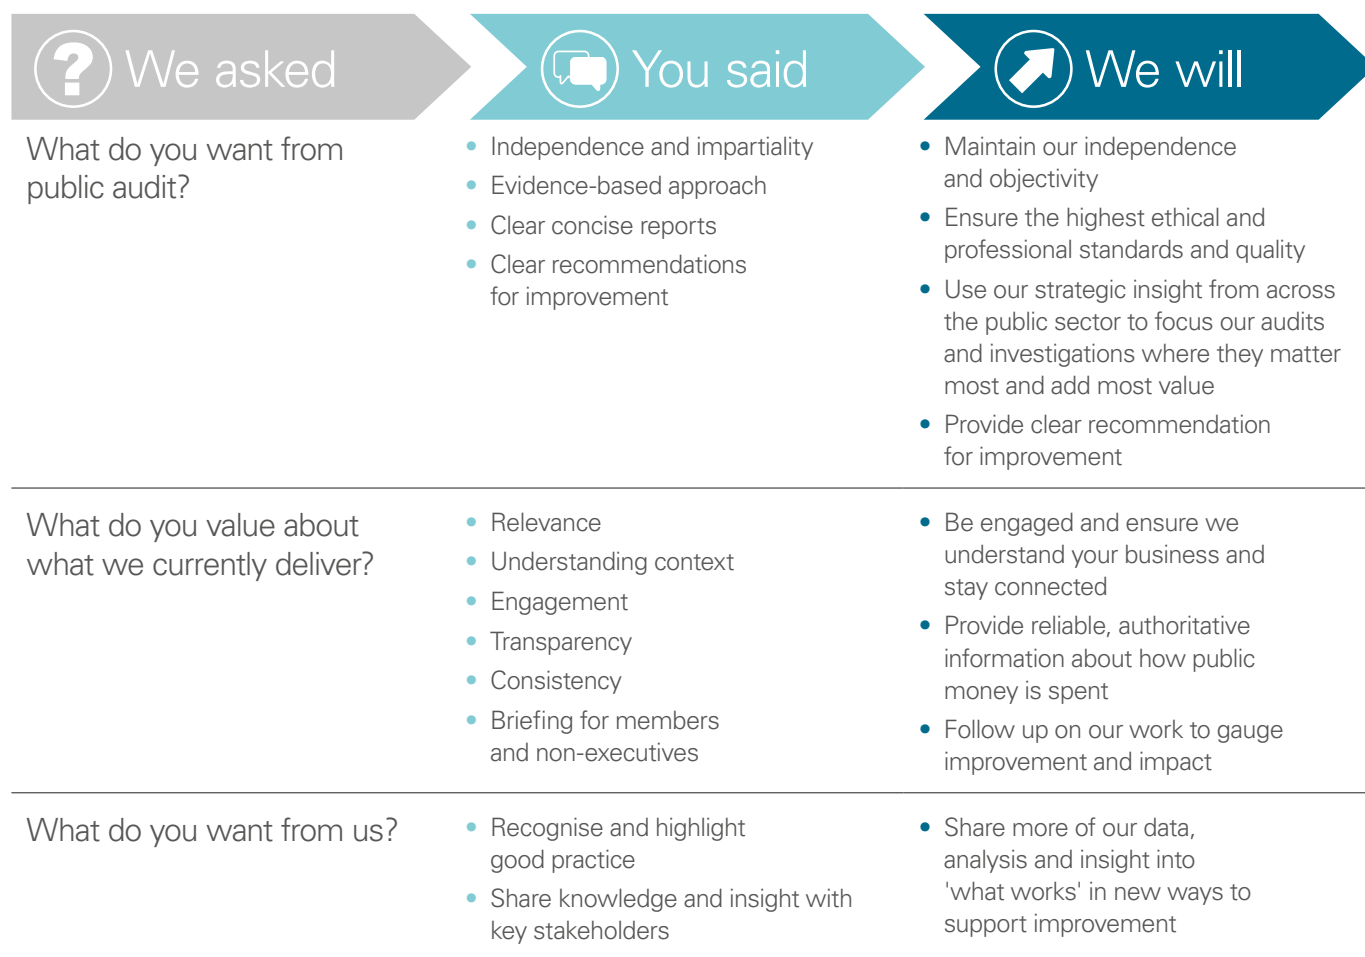 We asked
You said
We will
What do you want from
public audit?
• Independence and impartiality
• Evidence-based approach
• Clear concise reports
• Clear recommendations
for improvement
• Maintain our independence
and objectivity
• Ensure the highest ethical and
professional standards and quality
• Use our strategic insight from across
the public sector to focus our audits
and investigations where they matter
most and add most value
• Provide clear recommendation
for improvement
What do you value about
what we currently deliver?
• Relevance
• Understanding context
• Engagement
• Transparency
• Consistency
• Briefing for members
and non-executives
• Be engaged and ensure we
understand your business and
stay connected
• Provide reliable, authoritative
information about how public
money is spent
• Follow up on our work to gauge
improvement and impact
What do you want from us?
• Recognise and highlight
good practice
• Share knowledge and insight with
key stakeholders
• Share more of our data,
analysis and insight into
'what works' in new ways to
support improvement